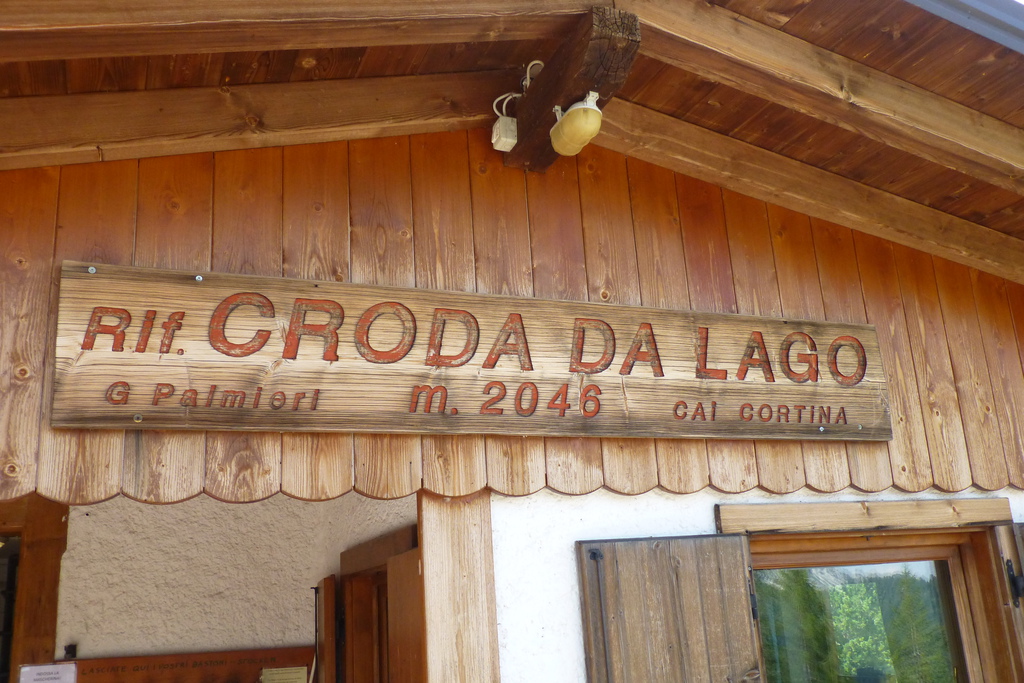 Rif. CRODA DA LAGO
G Palmieri m. 2046 CAI CORTINA